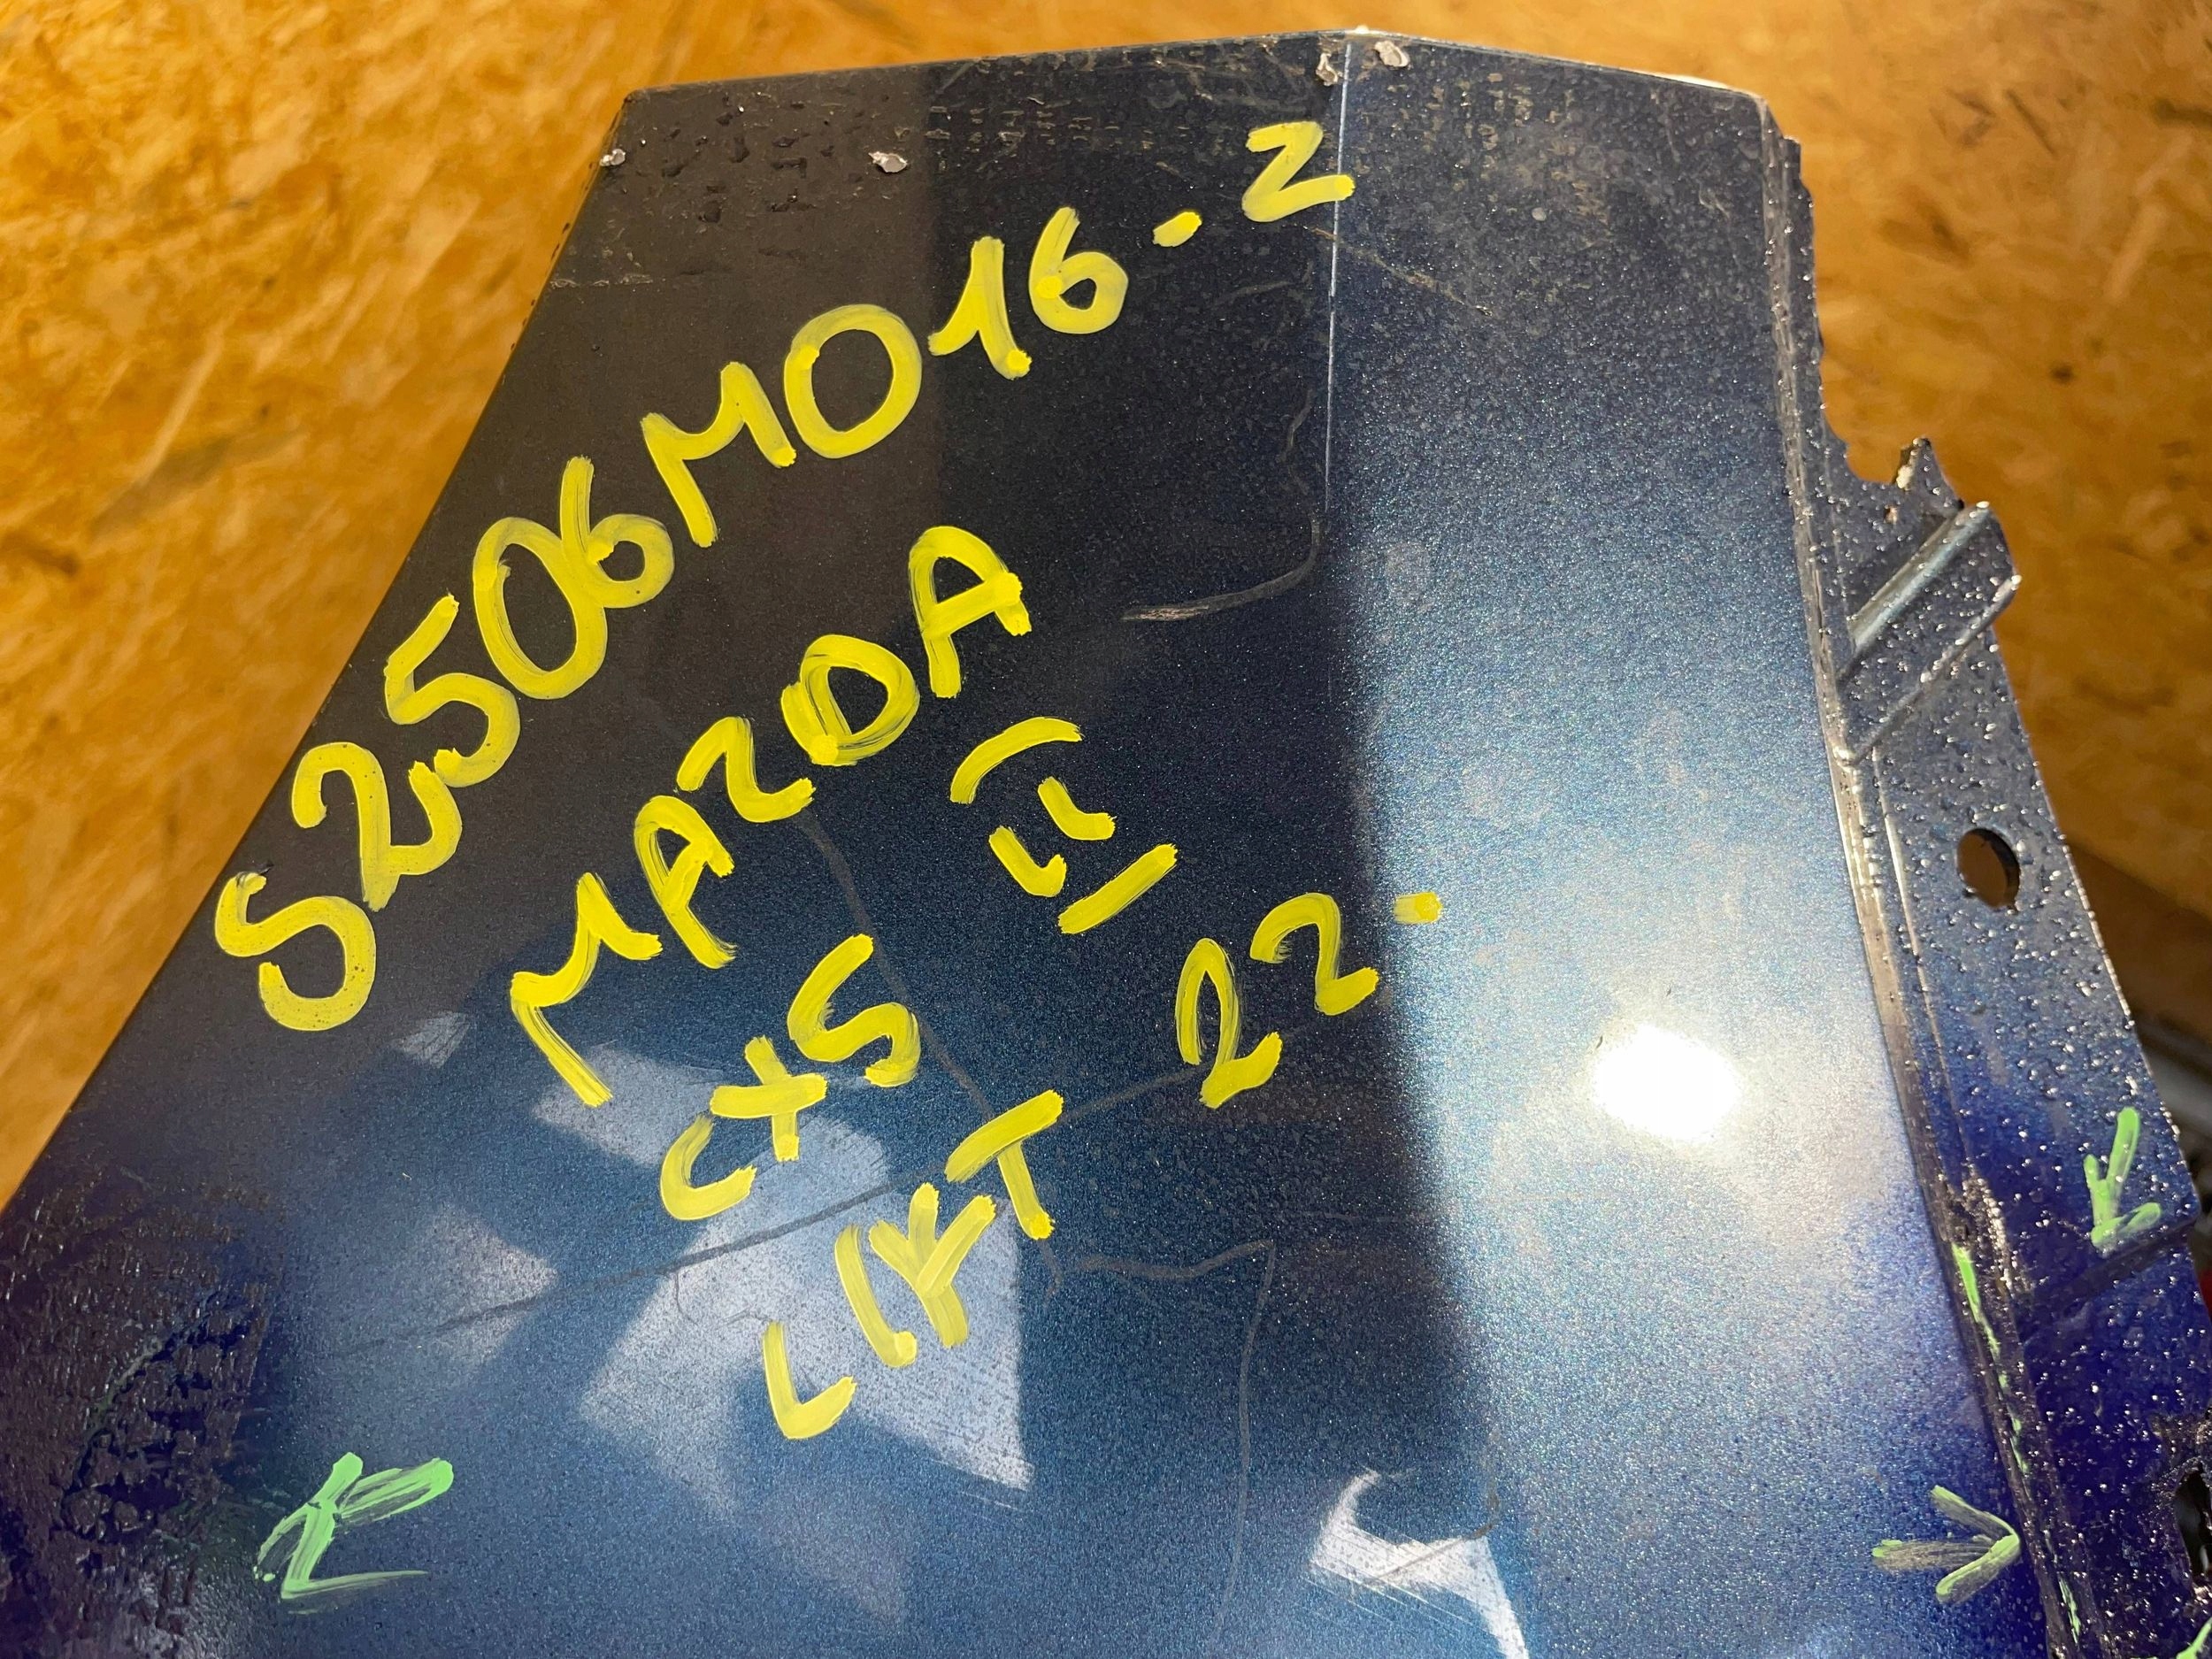 S2506MO16-2
MAZDA
CX5 II
LIFT 22-